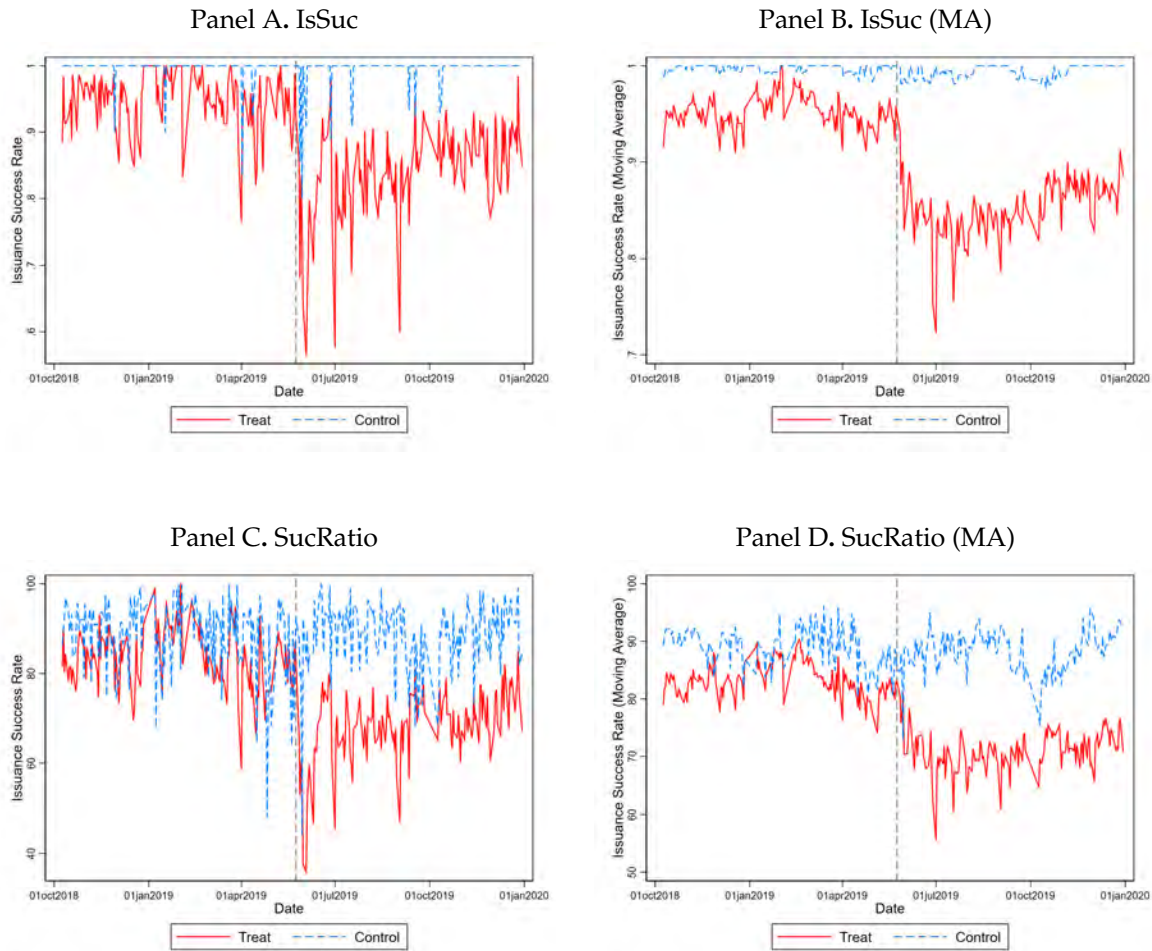 Panel A. IsSuc
Panel B. IsSuc (MA)
Issuance Success Rate
1
.9
.8
.7
.6
01oct2018 01jan2019 01apr2019 01jul2019 01oct2019 01jan2020
Date
Treat Control
Issuance Success Rate (Moving Average)
1
.9
.8
.7
01oct2018 01jan2019 01apr2019 01jul2019 01oct2019 01jan2020
Date
Treat Control
Panel C. SucRatio
Panel D. SucRatio (MA)
Issuance Success Rate
100
80
60
40
01oct2018 01jan2019 01apr2019 01jul2019 01oct2019 01jan2020
Date
Treat Control
Issuance Success Rate (Moving Average)
100
90
80
70
60
50
01oct2018 01jan2019 01apr2019 01jul2019 01oct2019 01jan2020
Date
Treat Control